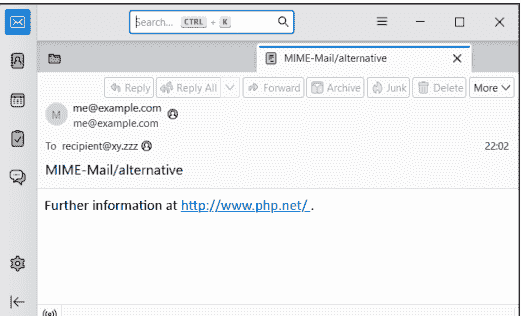 Search... CTRL + K
MIME-Mail/alternative
Reply Reply All Forward Archive Junk Delete More
M me@example.com
me@example.com
To recipient@xy.zzz 22:02
MIME-Mail/alternative
Further information at http://www.php.net/ .